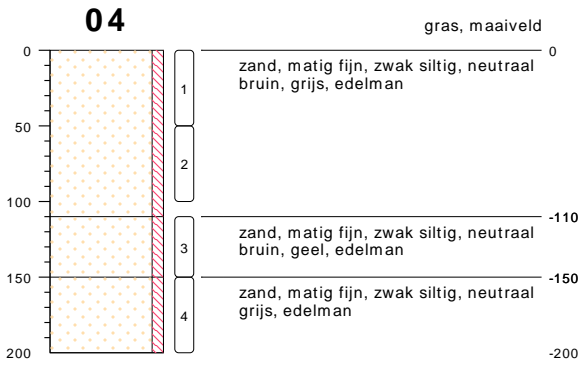 04
gras, maaiveld
0
0
zand, matig fijn, zwak siltig, neutraal
bruin, grijs, edelman
1
50
2
100
-110
zand, matig fijn, zwak siltig, neutraal
bruin, geel, edelman
3
150
-150
zand, matig fijn, zwak siltig, neutraal
grijs, edelman
4
200
-200